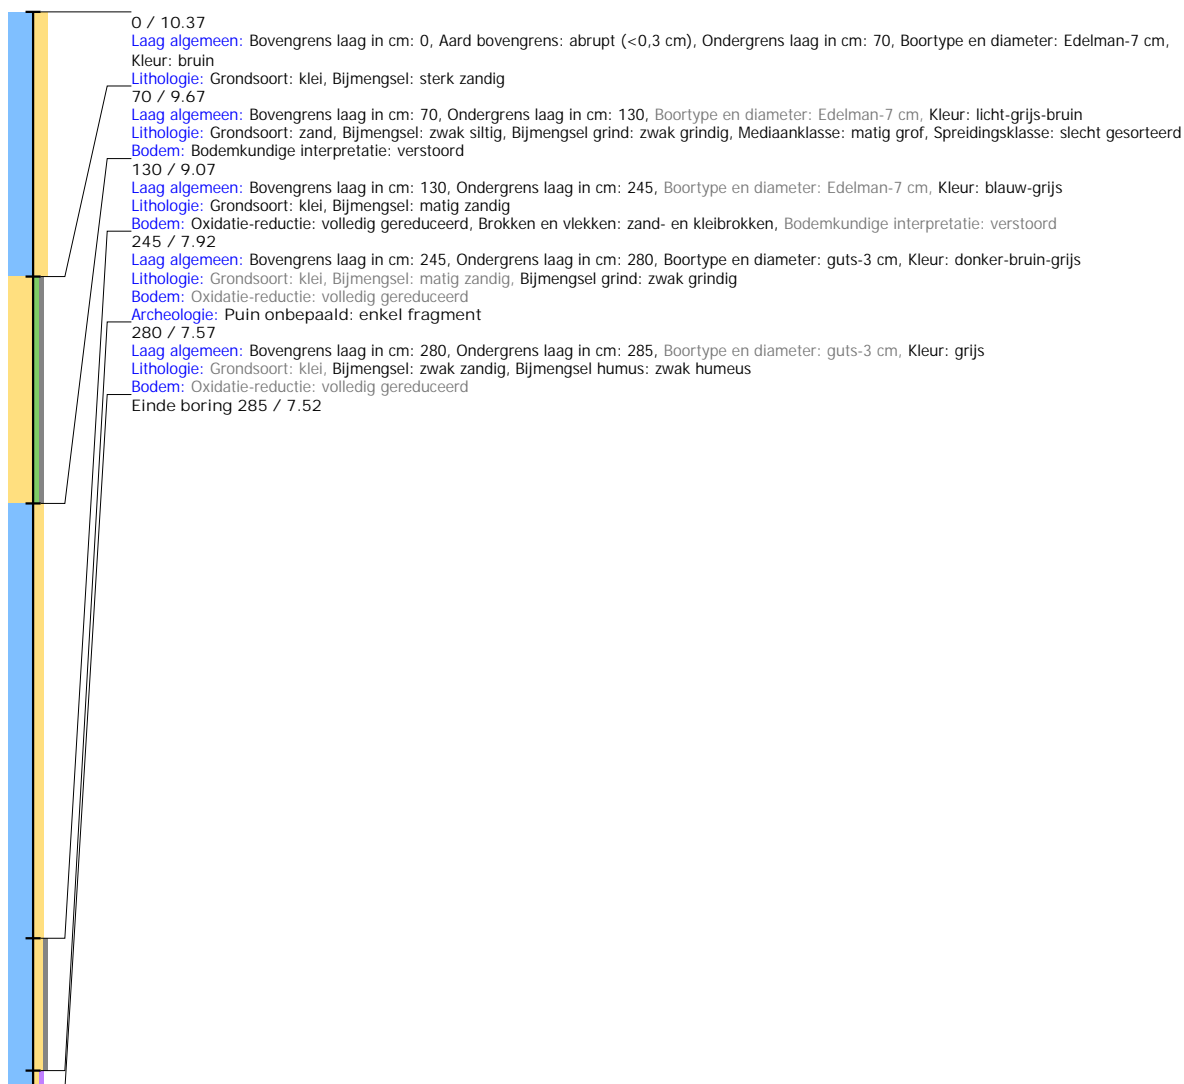 0 / 10.37
Laag algemeen: Bovengrens laag in cm: 0, Aard bovengrens: abrupt (<0,3 cm), Ondergrens laag in cm: 70, Boortype en diameter: Edelman-7 cm,
Kleur: bruin
Lithologie: Grondsoort: klei, Bijmengsel: sterk zandig
70 / 9.67
Laag algemeen: Bovengrens laag in cm: 70, Ondergrens laag in cm: 130, Boortype en diameter: Edelman-7 cm, Kleur: licht-grijs-bruin
Lithologie: Grondsoort: zand, Bijmengsel: zwak siltig, Bijmengsel grind: zwak grindig, Mediaanklasse: matig grof, Spreidingsklasse: slecht gesorteerd
Bodem: Bodemkundige interpretatie: verstoord
130 / 9.07
Laag algemeen: Bovengrens laag in cm: 130, Ondergrens laag in cm: 245, Boortype en diameter: Edelman-7 cm, Kleur: blauw-grijs
Lithologie: Grondsoort: klei, Bijmengsel: matig zandig
Bodem: Oxidatie-reductie: volledig gereduceerd, Brokken en vlekken: zand- en kleibrokken, Bodemkundige interpretatie: verstoord
245 / 7.92
Laag algemeen: Bovengrens laag in cm: 245, Ondergrens laag in cm: 280, Boortype en diameter: guts-3 cm, Kleur: donker-bruin-grijs
Lithologie: Grondsoort: klei, Bijmengsel: matig zandig, Bijmengsel grind: zwak grindig
Bodem: Oxidatie-reductie: volledig gereduceerd
Archeologie: Puin onbepaald: enkel fragment
280 / 7.57
Laag algemeen: Bovengrens laag in cm: 280, Ondergrens laag in cm: 285, Boortype en diameter: guts-3 cm, Kleur: grijs
Lithologie: Grondsoort: klei, Bijmengsel: zwak zandig, Bijmengsel humus: zwak humeus
Bodem: Oxidatie-reductie: volledig gereduceerd
Einde boring 285 / 7.52